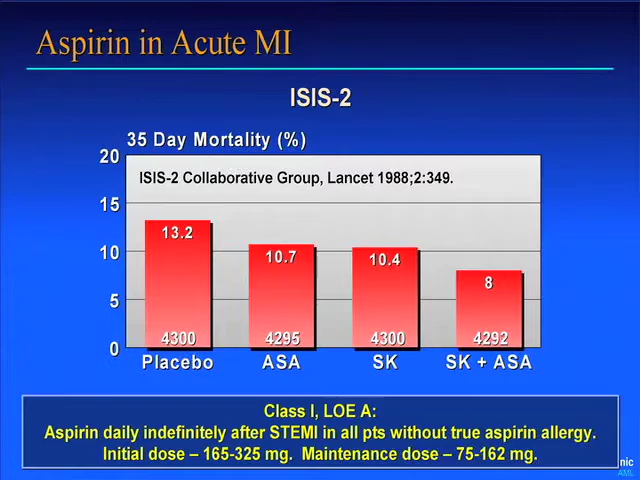 Aspirin in Acute MI
ISIS-2
35 Day Mortality (%)
20
ISIS-2 Collaborative Group, Lancet 1988;2:349.
15
13.2
10.7
10.4
10
8
5
4300
4295
4300
4292
0
Placebo
ASA
SK
SK + ASA
Class I, LOE A:
Aspirin daily indefinitely after STEMI in all pts without true aspirin allergy.
Initial dose – 165-325 mg. Maintenance dose – 75-162 mg.
nic
AML